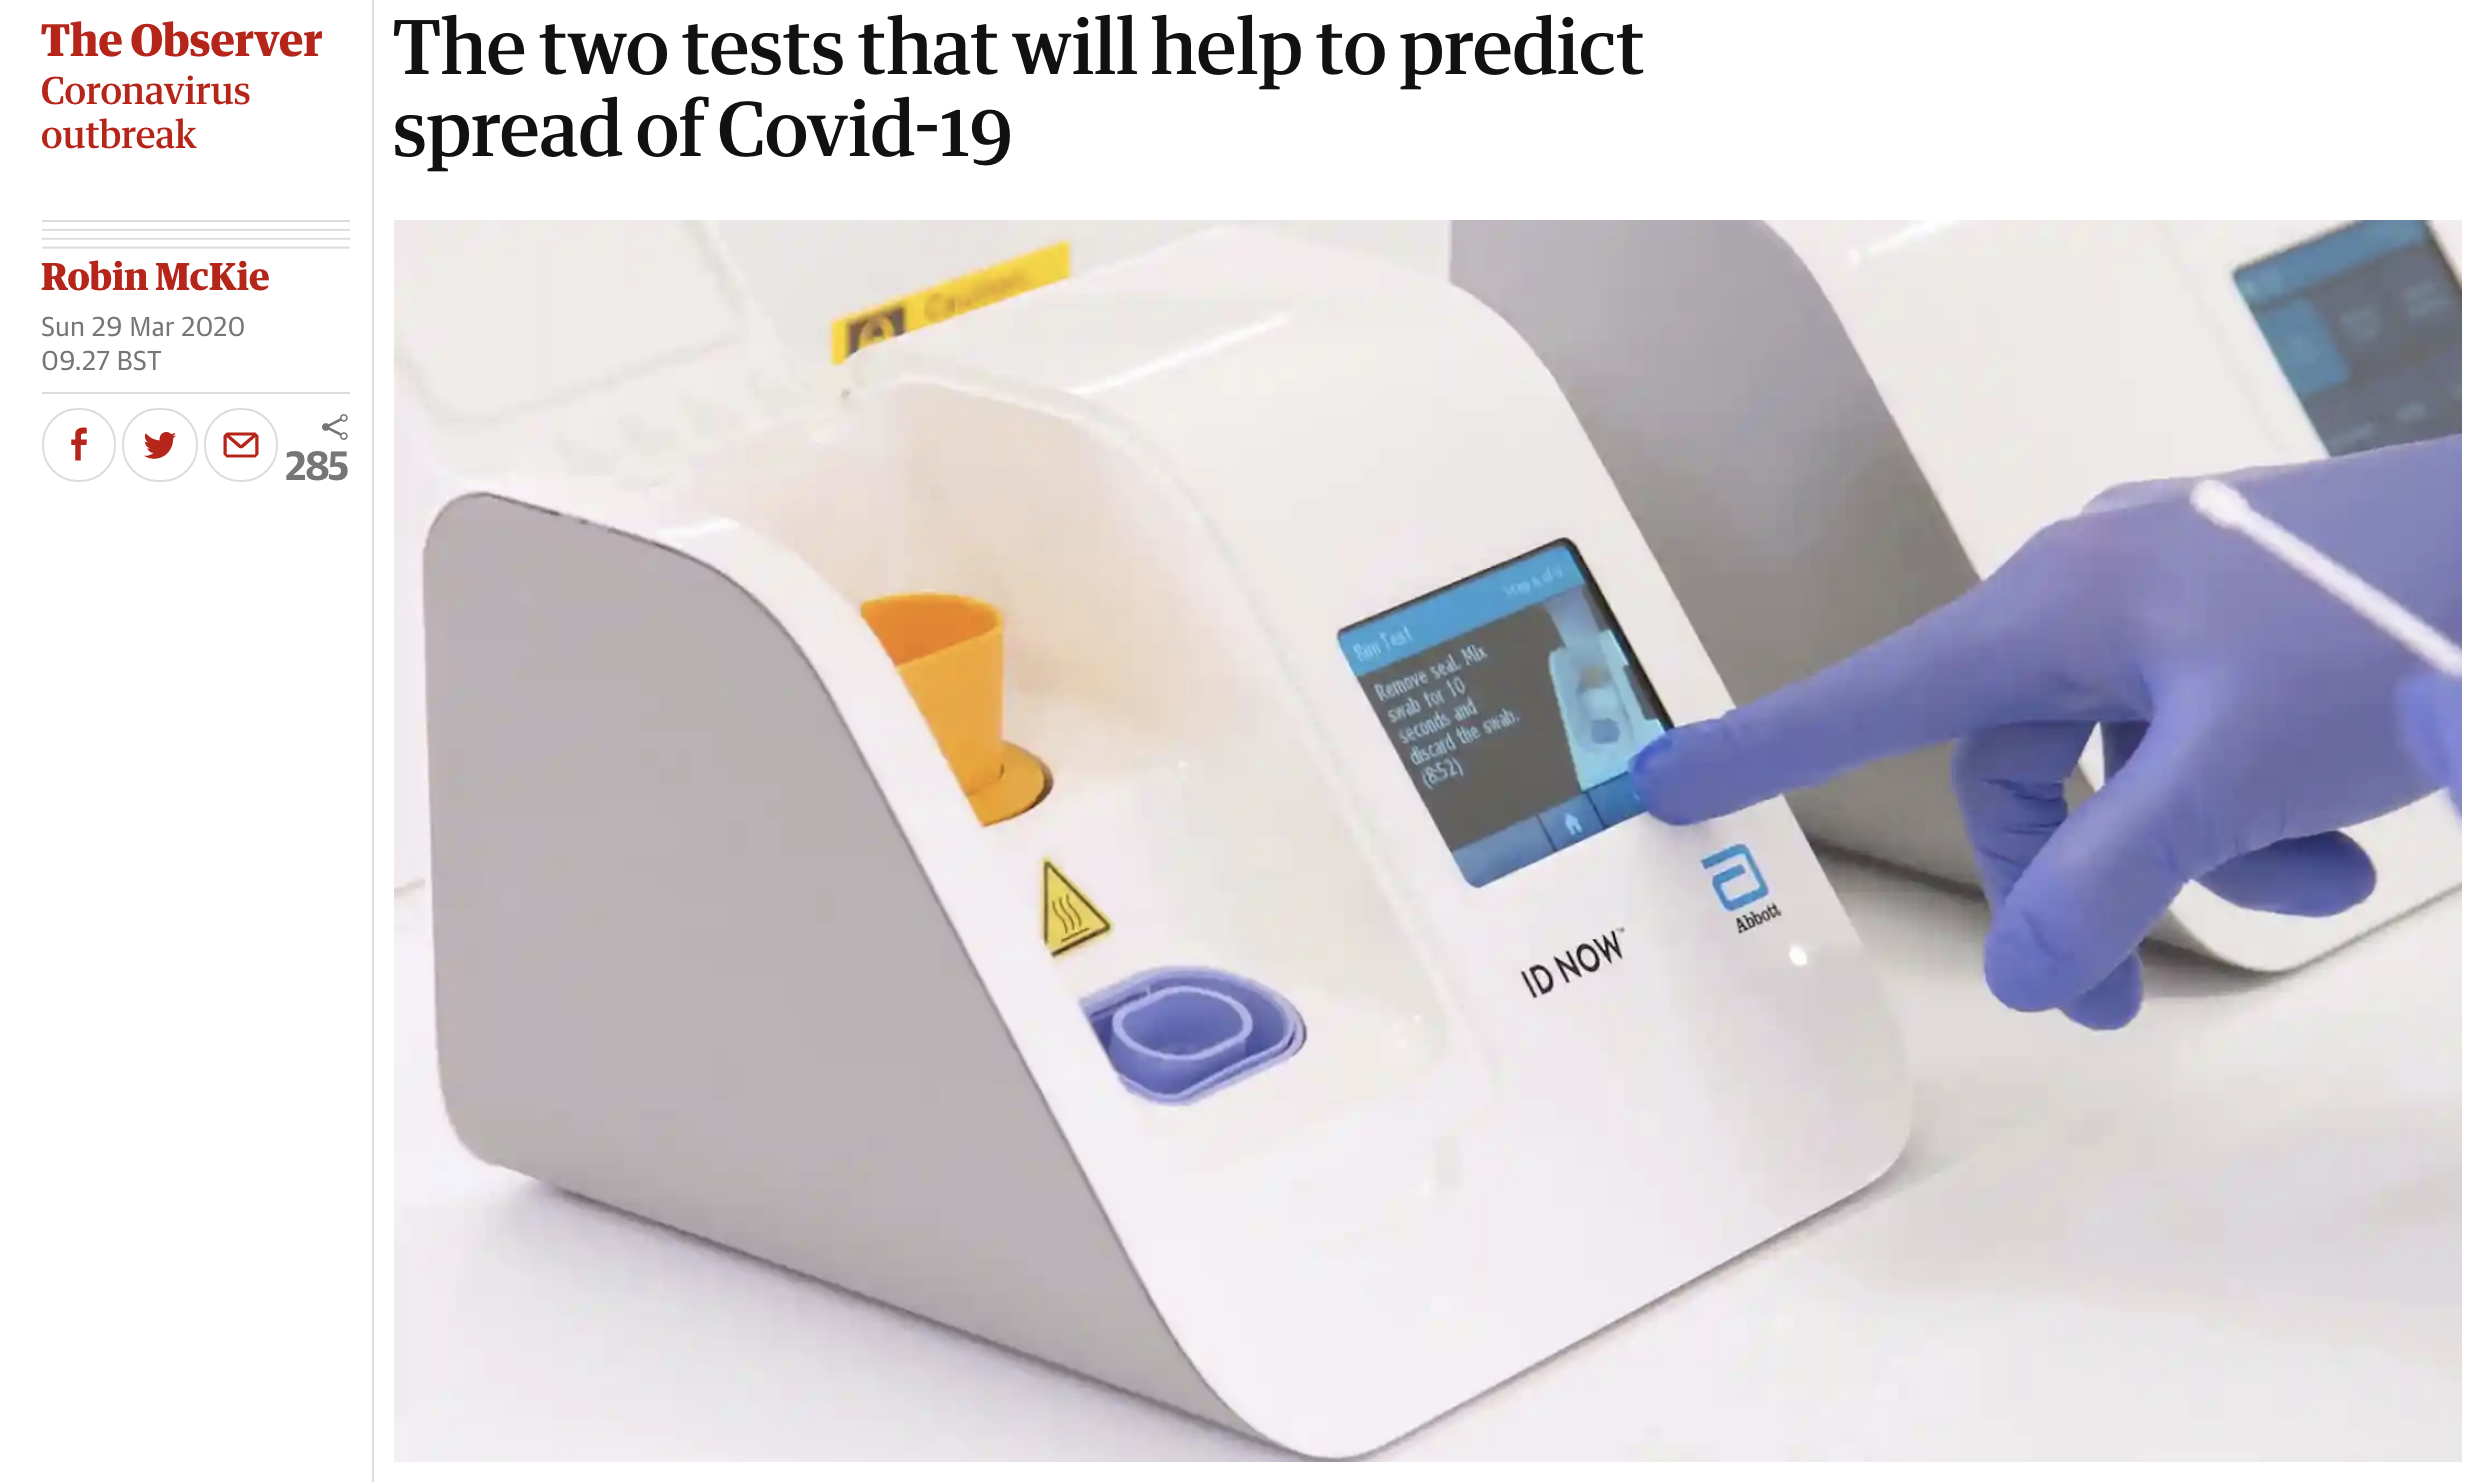 The Observer
Coronavirus
outbreak
Robin McKie
Sun 29 Mar 2020
09.27 BST
285
The two tests that will help to predict
spread of Covid-19
Caution
Run Test
Remove seal. Mix
swab for 10
seconds and
discard the swab.
(8:52)
ID NOW™
Abbott